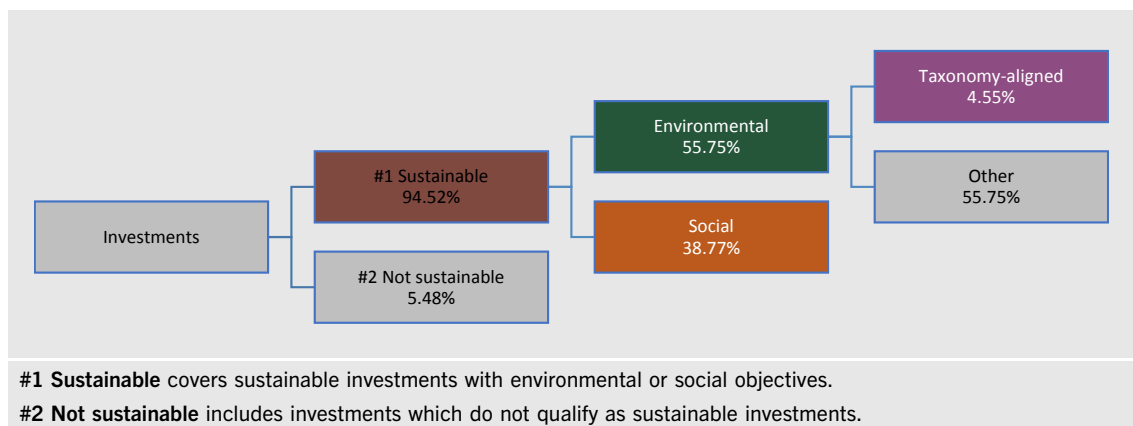 Investments
#1 Sustainable
94.52%
#2 Not sustainable
5.48%
Environmental
55.75%
Social
38.77%
Taxonomy-aligned
4.55%
Other
55.75%
#1 Sustainable covers sustainable investments with environmental or social objectives.
#2 Not sustainable includes investments which do not qualify as sustainable investments.